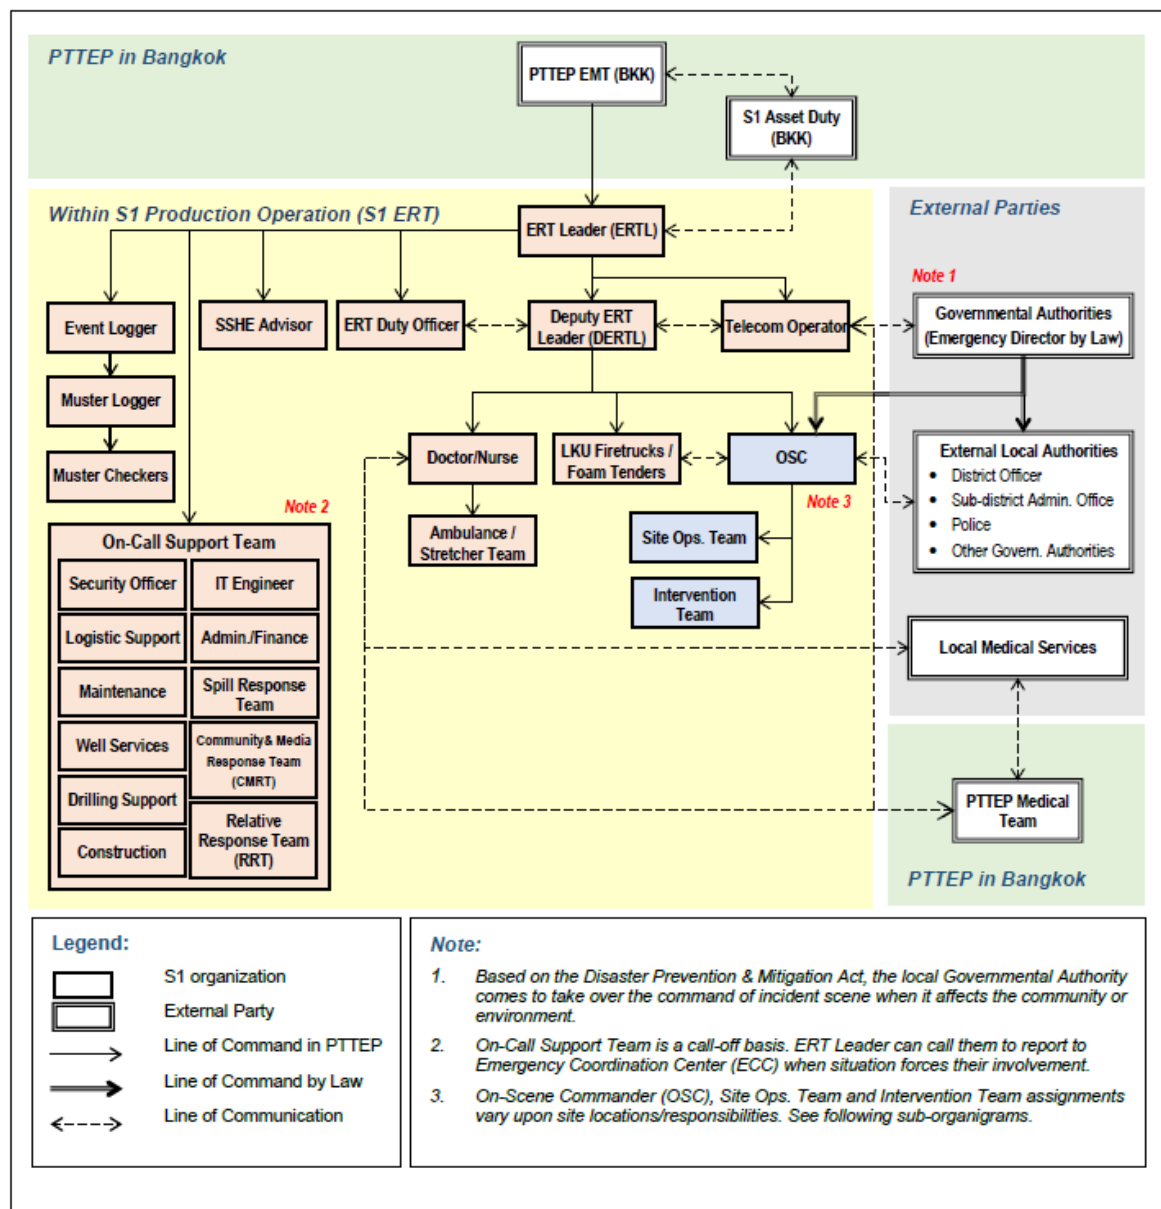 PTTEP in Bangkok
PTTEP EMT (BKK)
S1 Asset Duty
(BKK)
Within S1 Production Operation (S1 ERT)
ERT Leader (ERTL)
External Parties
Note 1
Event Logger
SSHE Advisor
ERT Duty Officer
Deputy ERT
Leader (DERTL)
Telecom Operator
Governmental Authorities
(Emergency Director by Law)
Muster Logger
Muster Checkers
Doctor/Nurse
LKU Firetrucks /
Foam Tenders
OSC
External Local Authorities
• District Officer
• Sub-district Admin. Office
• Police
• Other Govern. Authorities
Note 2
Note 3
On-Call Support Team
Ambulance /
Stretcher Team
Site Ops. Team
Intervention
Team
Security Officer
IT Engineer
Logistic Support
Admin./Finance
Maintenance
Spill Response
Team
Well Services
Community& Media
Response Team
(CMRT)
Drilling Support
Relative
Response Team
(RRT)
Construction
Local Medical Services
PTTEP Medical
Team
PTTEP in Bangkok
Legend:
S1 organization
External Party
Line of Command in PTTEP
Line of Command by Law
Line of Communication
Note:
1. Based on the Disaster Prevention & Mitigation Act, the local Governmental Authority
comes to take over the command of incident scene when it affects the community or
environment.
2. On-Call Support Team is a call-off basis. ERT Leader can call them to report to
Emergency Coordination Center (ECC) when situation forces their involvement.
3. On-Scene Commander (OSC), Site Ops. Team and Intervention Team assignments
vary upon site locations/responsibilities. See following sub-organigrams.